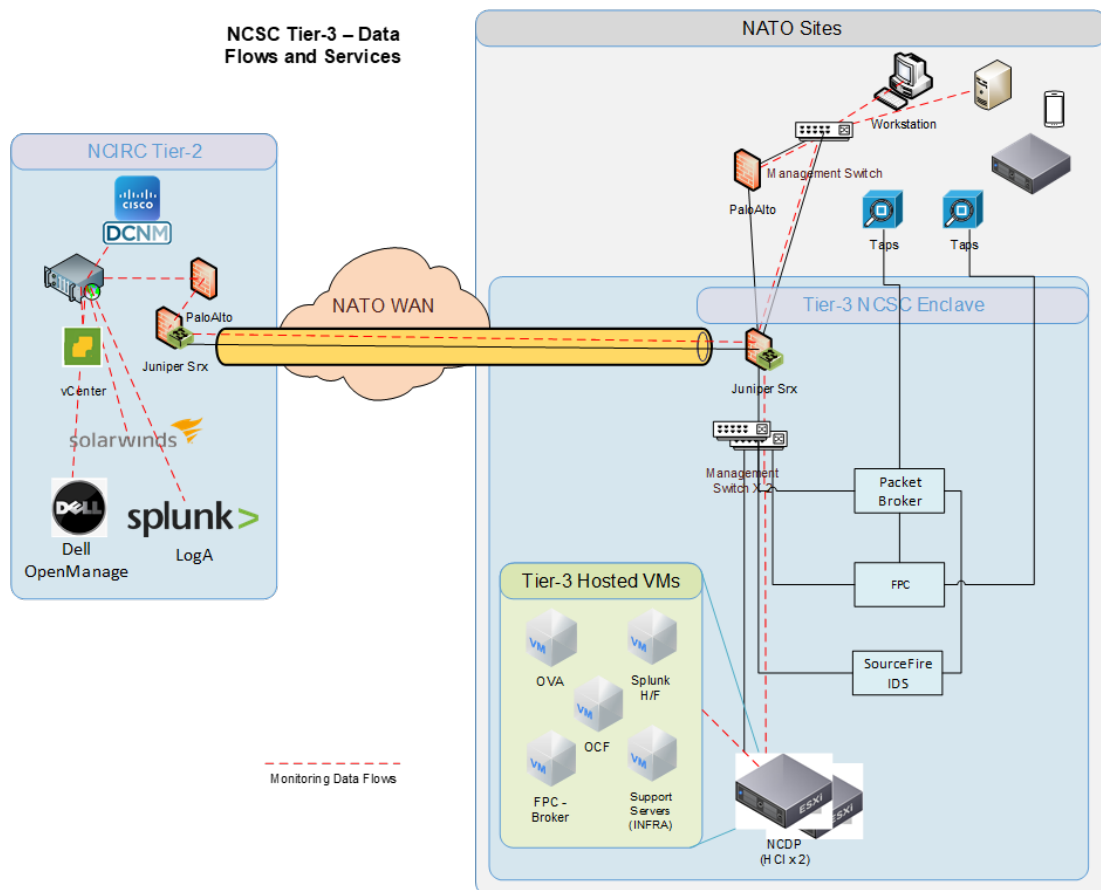 NCSC Tier-3 – Data
Flows and Services
NATO Sites
Workstation
Management Switch
PaloAlto
Taps
Taps
NCIRC Tier-2
CISCO
DCNM
PaloAlto
Juniper Srx
vCenter
solarwinds
DELL
Dell
OpenManage
splunk>
LogA
NATO WAN
Tier-3 NCSC Enclave
Juniper Srx
Management
Switch X 2
Packet
Broker
FPC
SourceFire
IDS
Tier-3 Hosted VMs
VM
OVA
VM
Splunk
H/F
VM
OCF
VM
FPC -
Broker
VM
Support
Servers
(INFRA)
Monitoring Data Flows
ESXi
ESXi
NCDP
(HCI x 2)